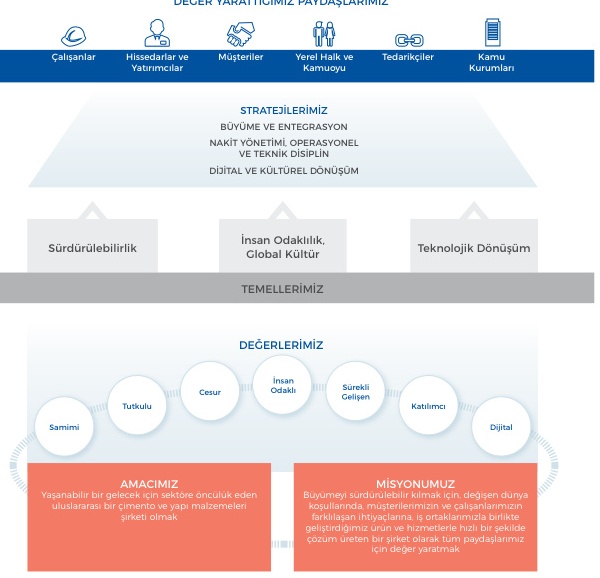 DEĞER YARATTIĞIMIZ PAYDAŞLARIMIZ
Çalışanlar
Hissedarlar ve
Yatırımcılar
Müşteriler
Yerel Halk ve
Kamuoyu
Tedarikçiler
Kamu
Kurumları
STRATEJİLERİMİZ
BÜYÜME VE ENTEGRASYON
NAKİT YÖNETİMİ, OPERASYONEL
VE TEKNİK DİSİPLİN
DİJİTAL VE KÜLTÜREL DÖNÜŞÜM
Sürdürülebilirlik
İnsan Odaklılık,
Global Kültür
Teknolojik Dönüşüm
TEMELLERİMİZ
DEĞERLERİMİZ
Samimi
Tutkulu
Cesur
İnsan
Odaklı
Sürekli
Gelişen
Katılımcı
Dijital
AMACIMIZ
Yaşanabilir bir gelecek için sektöre öncülük eden
uluslararası bir çimento ve yapı malzemeleri
şirketi olmak
MİSYONUMUZ
Büyümeyi sürdürülebilir kılmak için, değişen dünya
koşullarında, müşterilerimizin ve çalışanlarımızın
farklılaşan ihtiyaçlarına, iş ortaklarımızla birlikte
geliştirdiğimiz ürün ve hizmetlerle hızlı bir şekilde
çözüm üreten bir şirket olarak tüm paydaşlarımız
için değer yaratmak